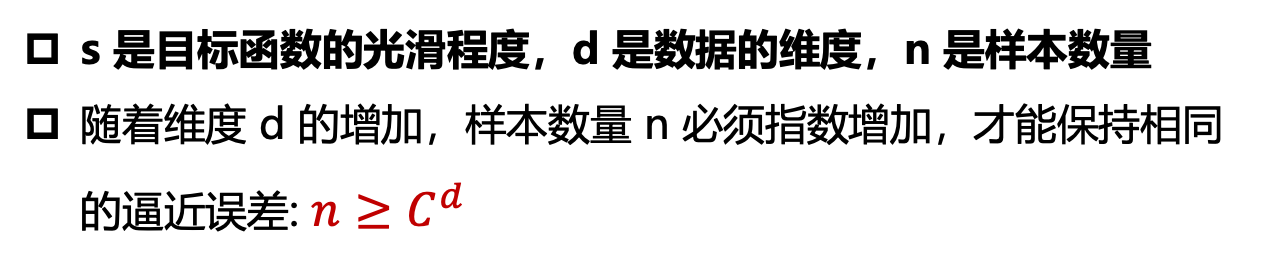 s 是目标函数的光滑程度，d 是数据的维度，n 是样本数量
随着维度 d 的增加，样本数量 n 必须指数增加，才能保持相同
的逼近误差: n ≥ C^d